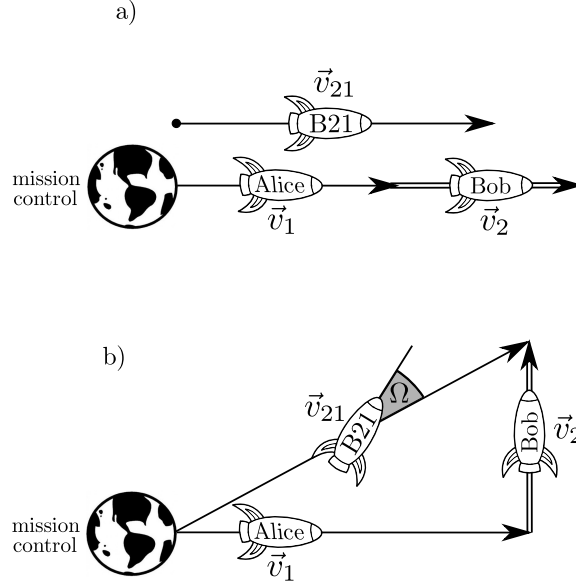 a)
v⃗₂₁
B21
mission
control
Alice
v⃗₁
Bob
v⃗₂
b)
v⃗₂₁
B21
Ω
Bob
v⃗₂
mission
control
Alice
v⃗₁